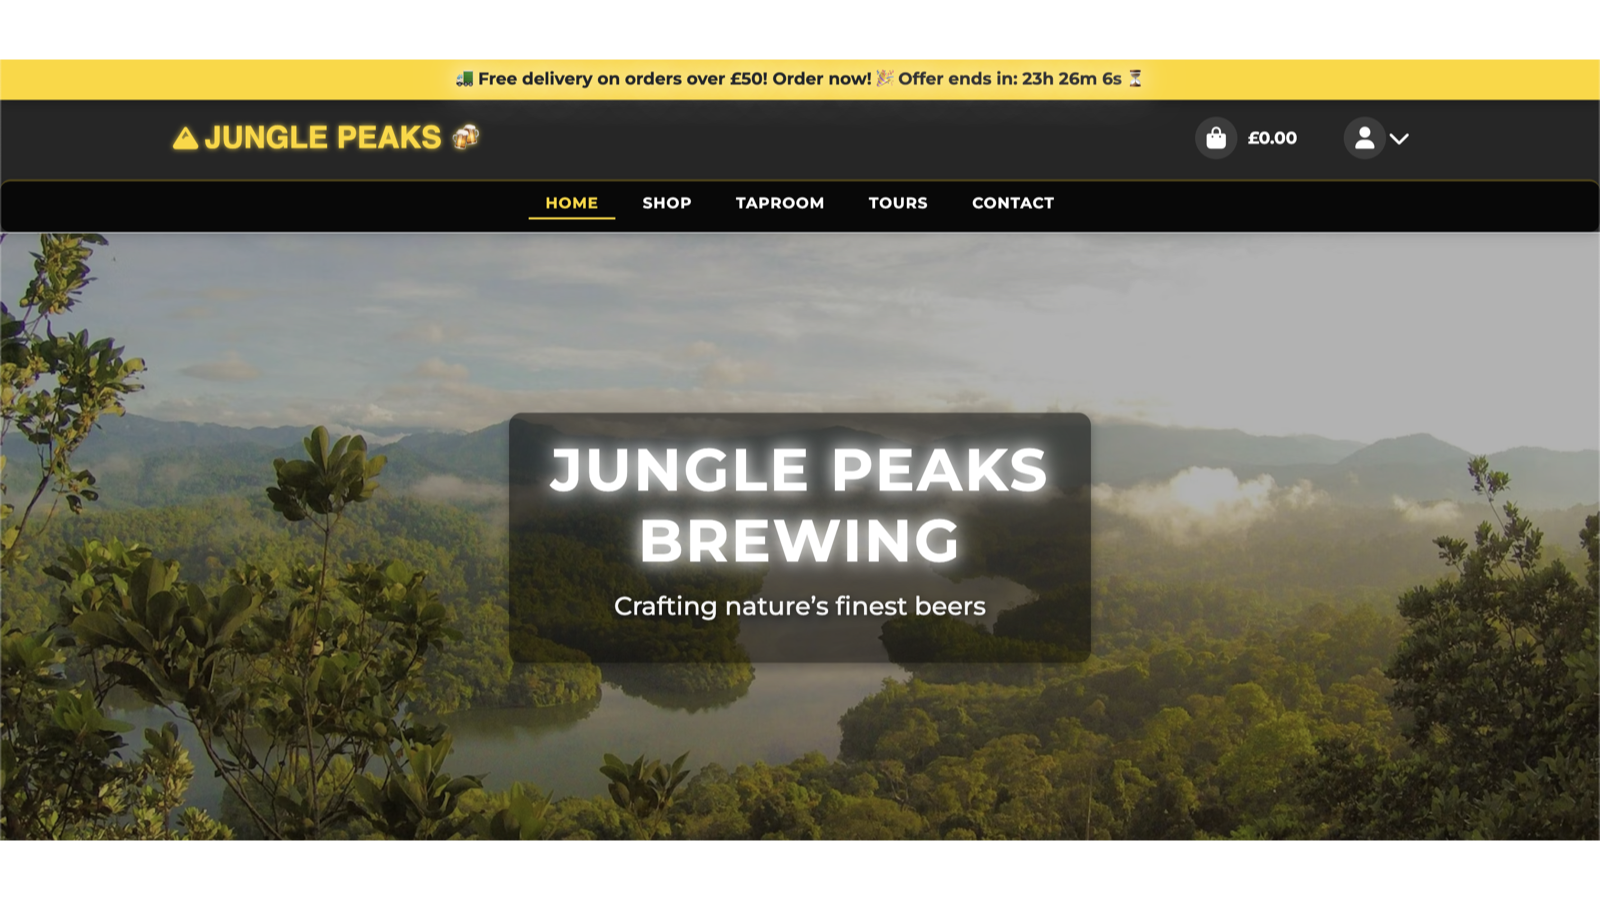 🚚 Free delivery on orders over £50! Order now! 🎉 Offer ends in: 23h 26m 6s ⏳
JUNGLE PEAKS 🍻
£0.00
HOME SHOP TAPROOM TOURS CONTACT
JUNGLE PEAKS
BREWING
Crafting nature’s finest beers